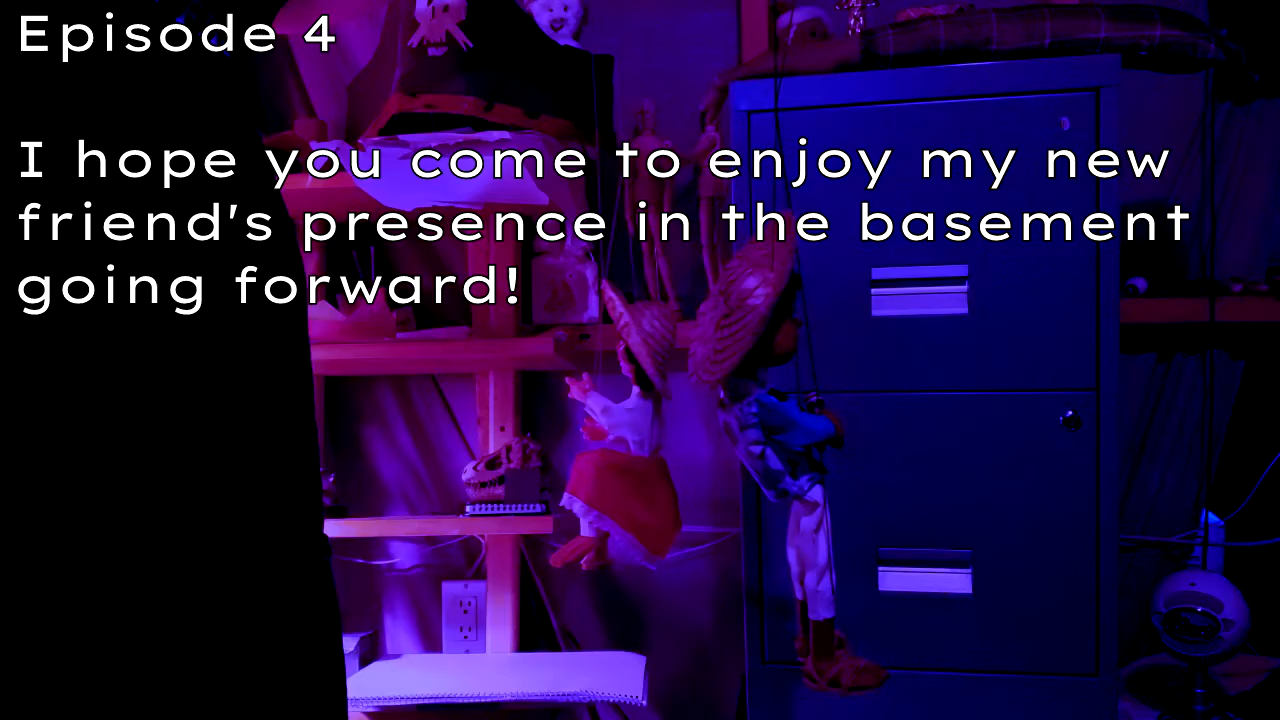 Episode 4
I hope you come to enjoy my new
friend's presence in the basement
going forward!